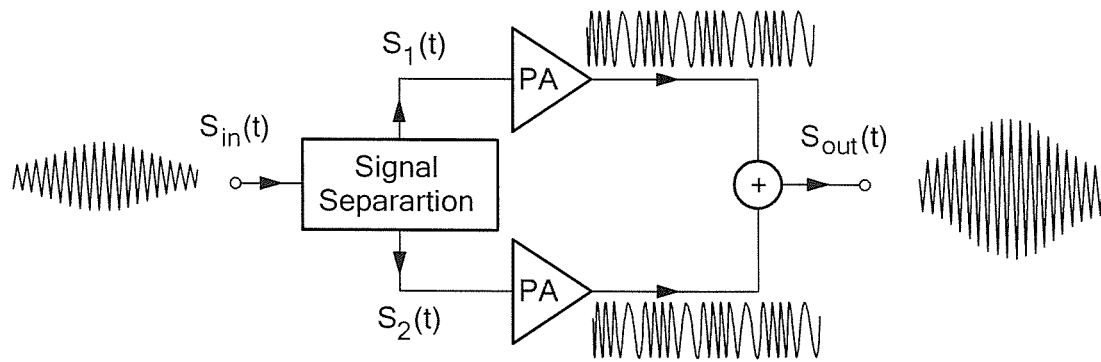 S1(t)
PA
Sin(t)
Signal
Separartion
+
Sout(t)
PA
S2(t)